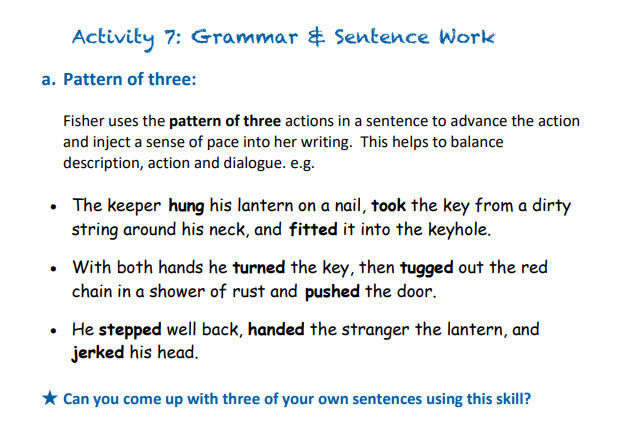 Activity 7: Grammar & Sentence Work
a. Pattern of three:
Fisher uses the pattern of three actions in a sentence to advance the action
and inject a sense of pace into her writing. This helps to balance
description, action and dialogue. e.g.
• The keeper hung his lantern on a nail, took the key from a dirty
string around his neck, and fitted it into the keyhole.
• With both hands he turned the key, then tugged out the red
chain in a shower of rust and pushed the door.
• He stepped well back, handed the stranger the lantern, and
jerked his head.
★ Can you come up with three of your own sentences using this skill?